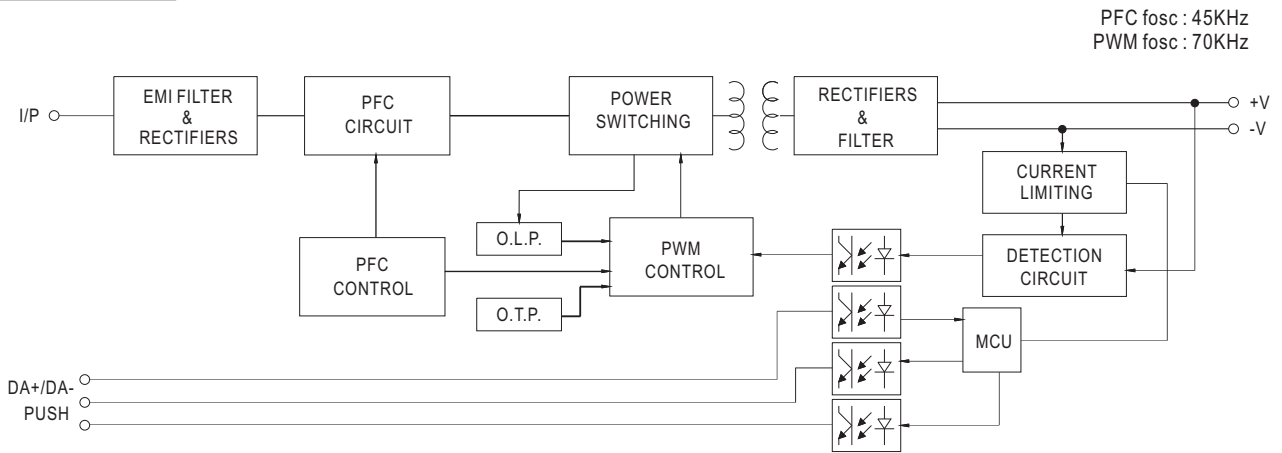 PFC fosc : 45KHz
PWM fosc : 70KHz
I/P
EMI FILTER
&
RECTIFIERS
PFC
CIRCUIT
POWER
SWITCHING
RECTIFIERS
&
FILTER
+V
-V
CURRENT
LIMITING
O.L.P.
PFC
CONTROL
PWM
CONTROL
DETECTION
CIRCUIT
O.T.P.
MCU
DA+/DA-
PUSH